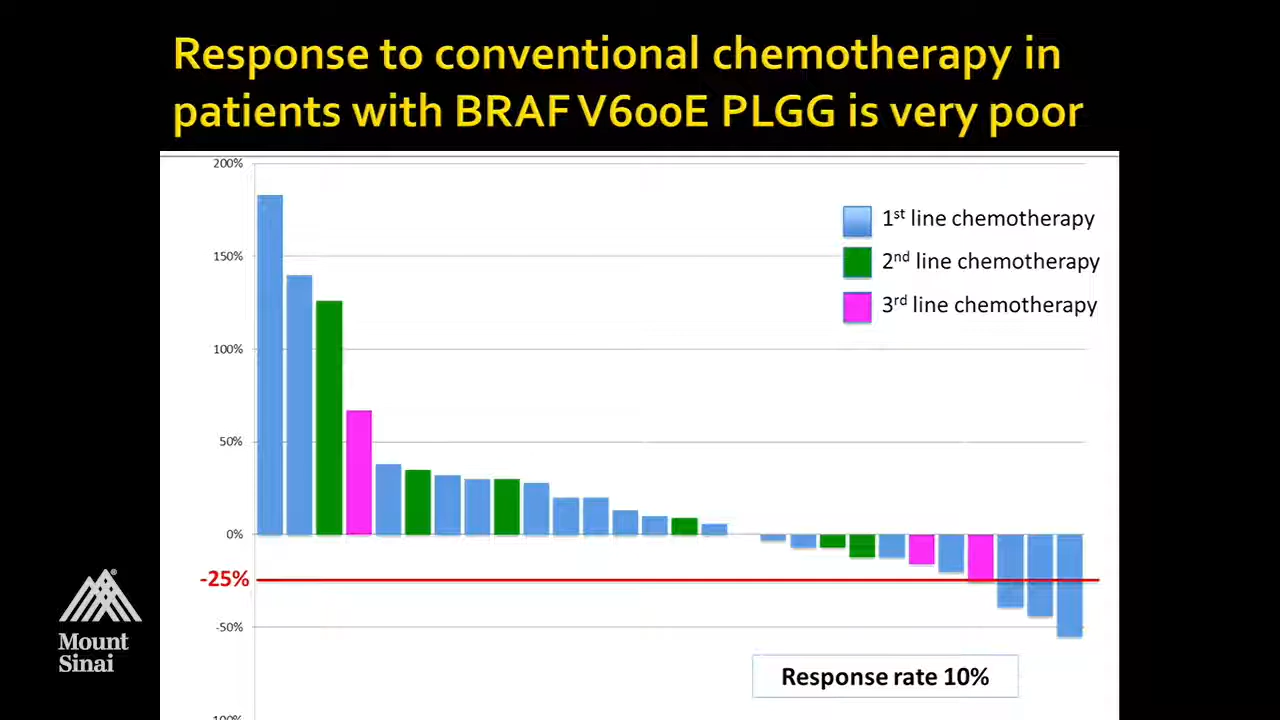 Response to conventional chemotherapy in
patients with BRAF V600E PLGG is very poor
200%
150%
100%
50%
0%
-25%
-50%
-100%
1st line chemotherapy
2nd line chemotherapy
3rd line chemotherapy
Response rate 10%
Mount
Sinai
®